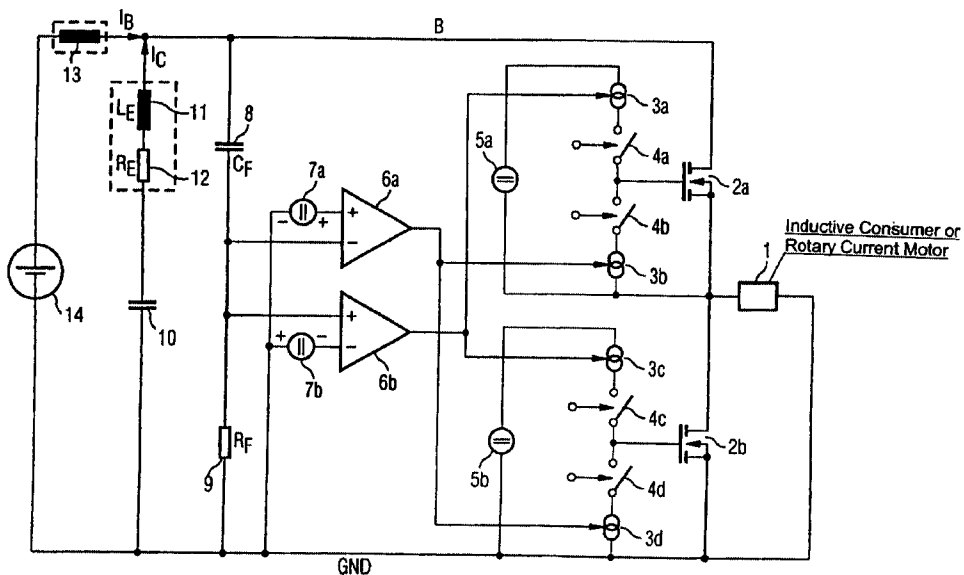 I_B
B
13
I_C
L_E
11
8
3a
5a
4a
R_E
12
C_F
7a
6a
2a
4b
Inductive Consumer or
Rotary Current Motor
- +
+
-
3b
1
14
10
+ -
+
-
7b
6b
3c
4c
R_F
5b
2b
9
4d
3d
GND